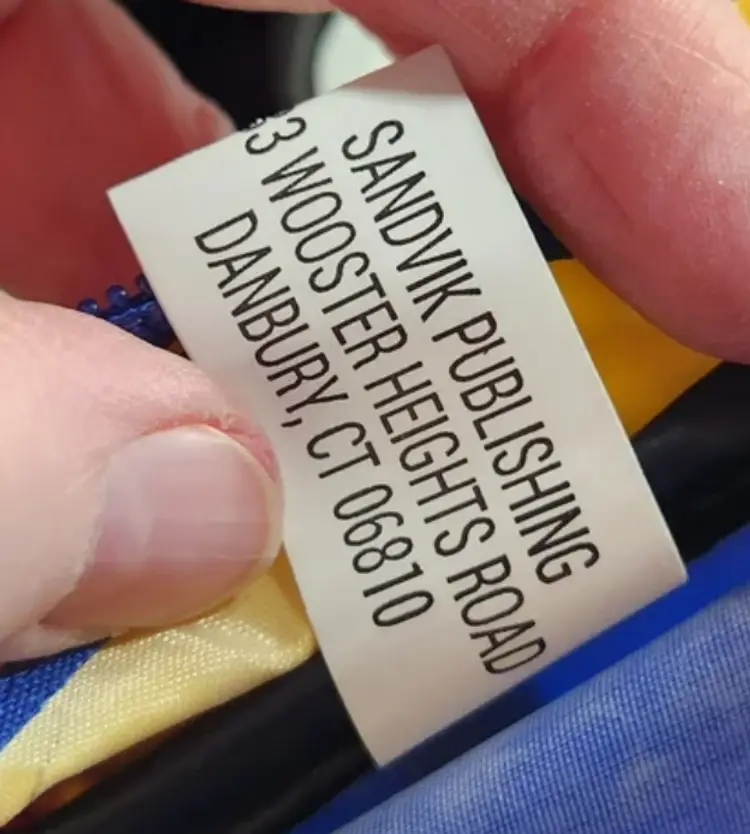 SANDVIK PUBLISHING
3 WOOSTER HEIGHTS ROAD
DANBURY, CT 06810